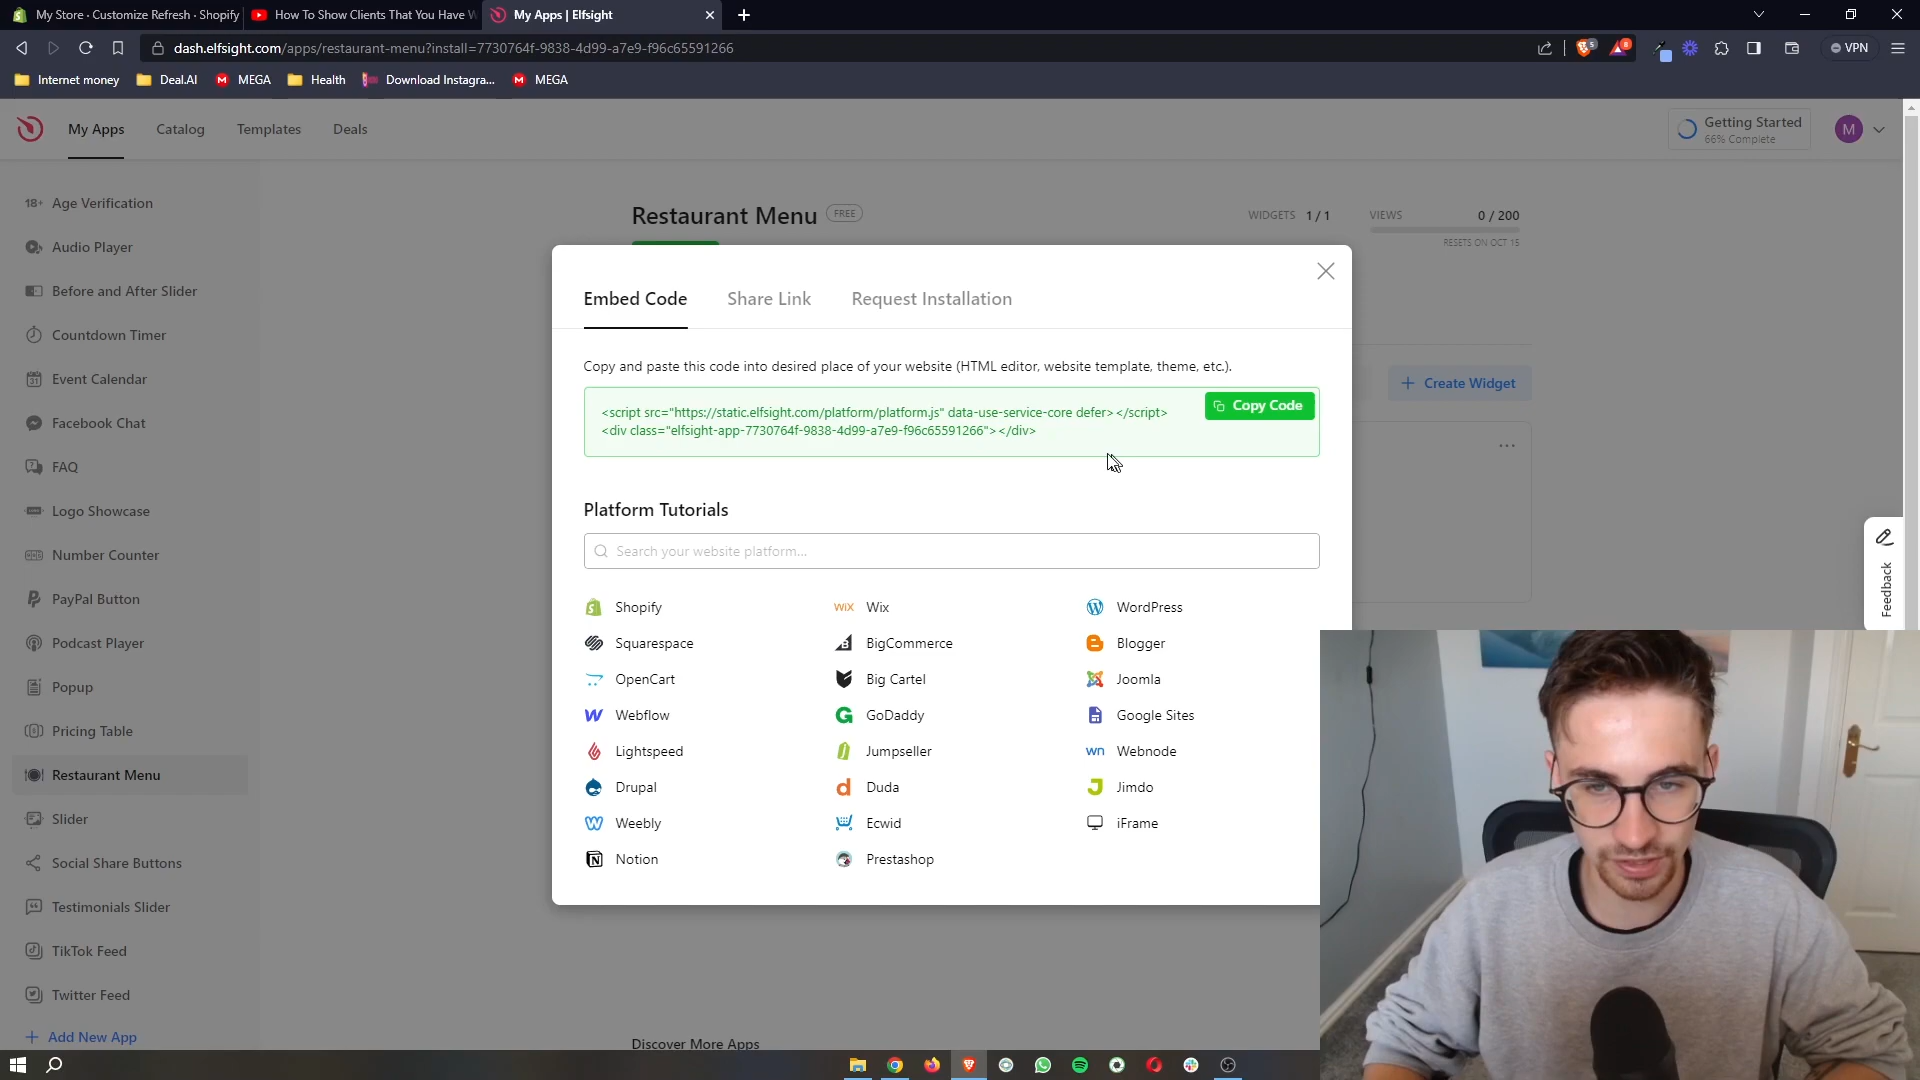 My Store · Customize Refresh · Shopify
How To Show Clients That You Have W
My Apps | Elfsight
dash.elfsight.com/apps/restaurant-menu?install=7730764f-9838-4d99-a7e9-f96c65591266
5
8
VPN
Internet money
Deal.AI
MEGA
Health
Download Instagra...
MEGA
My Apps
Catalog
Templates
Deals
Getting Started
66% Complete
M
18+ Age Verification
Audio Player
Before and After Slider
Countdown Timer
Event Calendar
Facebook Chat
FAQ
Logo Showcase
Number Counter
PayPal Button
Podcast Player
Popup
Pricing Table
Restaurant Menu
Slider
Social Share Buttons
Testimonials Slider
TikTok Feed
Twitter Feed
Add New App
Restaurant Menu FREE
WIDGETS 1 / 1
VIEWS 0 / 200
RESETS ON OCT 15
Create Widget
Embed Code
Share Link
Request Installation
Copy and paste this code into desired place of your website (HTML editor, website template, theme, etc.).
<script src="https://static.elfsight.com/platform/platform.js" data-use-service-core defer></script>
<div class="elfsight-app-7730764f-9838-4d99-a7e9-f96c65591266"></div>
Copy Code
Platform Tutorials
Search your website platform...
Shopify
WiX Wix
WordPress
Squarespace
BigCommerce
Blogger
OpenCart
Big Cartel
Joomla
Webflow
GoDaddy
Google Sites
Lightspeed
Jumpseller
wn Webnode
Drupal
Duda
Jimdo
Weebly
Ecwid
iFrame
Notion
Prestashop
Feedback
Discover More Apps